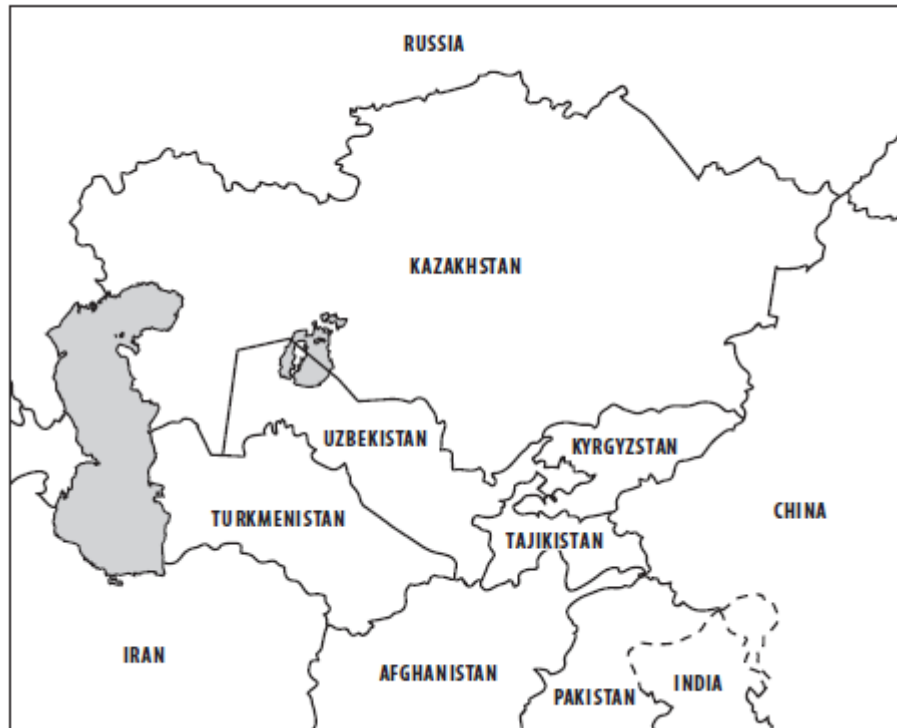 RUSSIA
KAZAKHSTAN
UZBEKISTAN
KYRGYZSTAN
TURKMENISTAN
CHINA
TAJIKISTAN
IRAN
AFGHANISTAN
PAKISTAN
INDIA